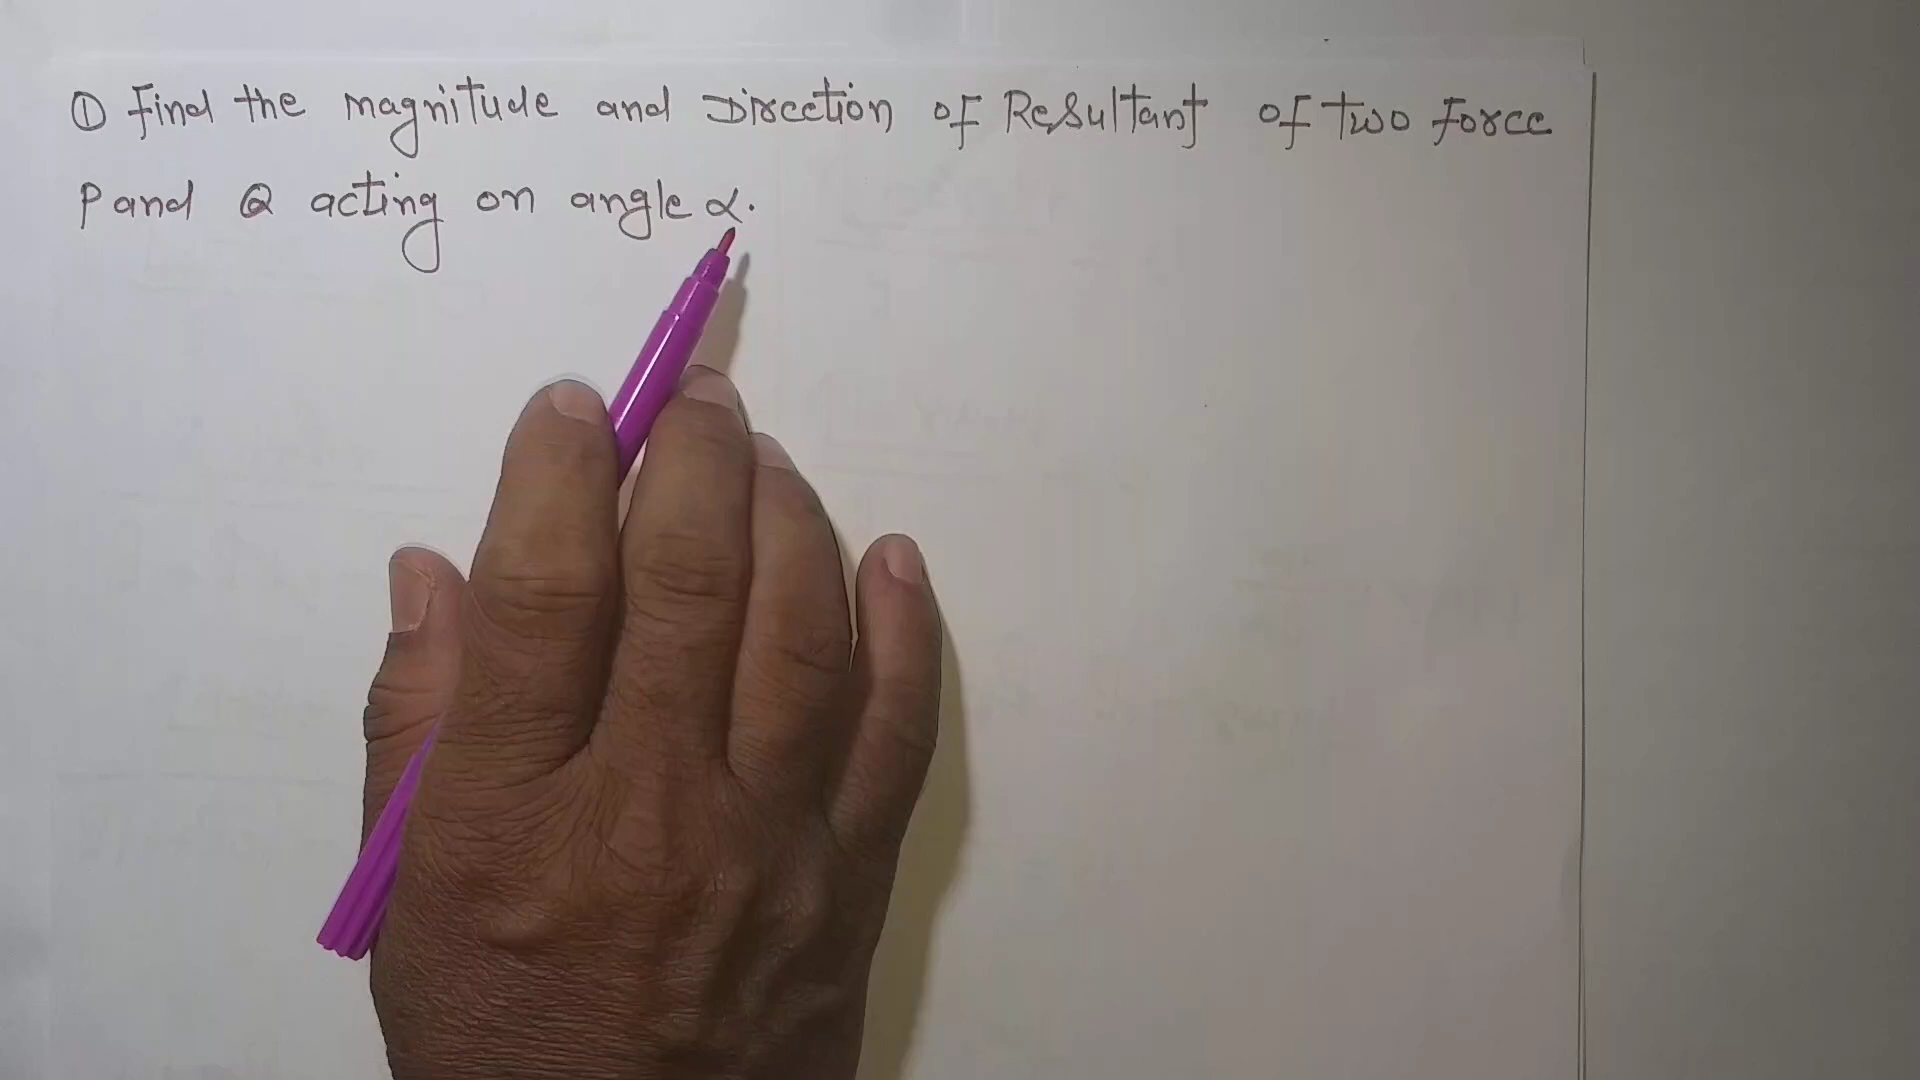 ① Find the magnitude and Direction of Resultant of two Force
P and Q acting on angle α.